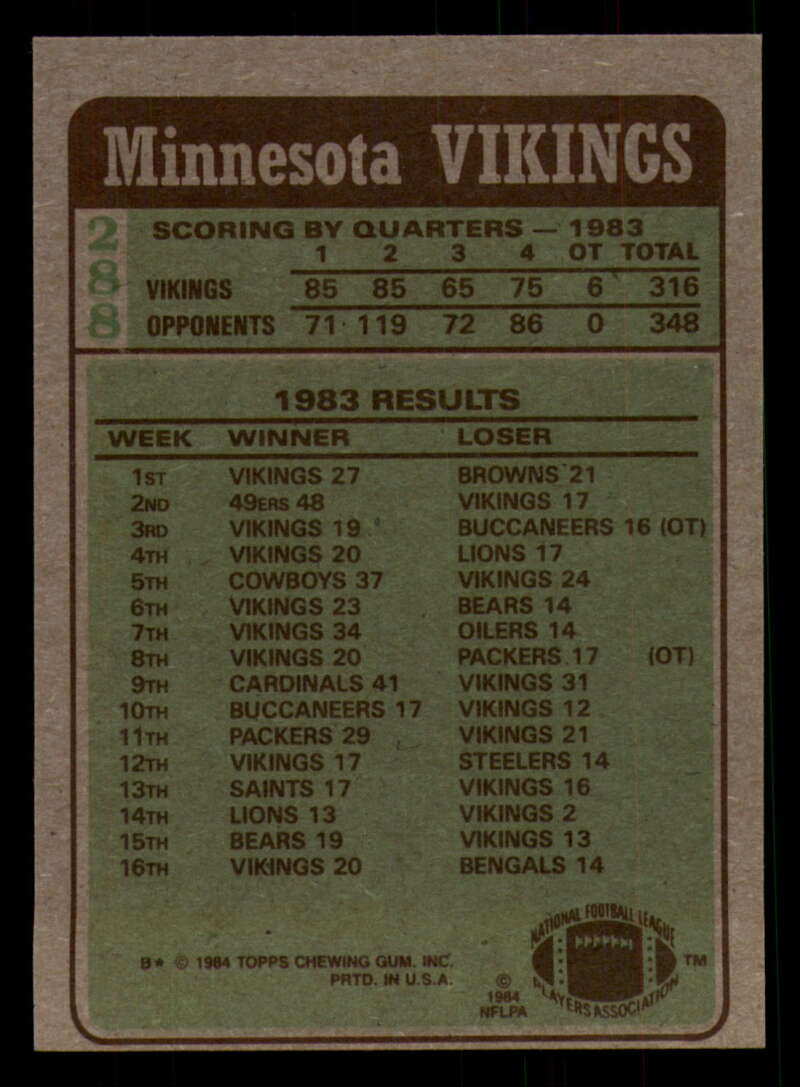 Minnesota VIKINGS
288
SCORING BY QUARTERS — 1983
1 2 3 4 OT TOTAL
VIKINGS 85 85 65 75 6 316
OPPONENTS 71 119 72 86 0 348
1983 RESULTS
WEEK WINNER LOSER
1ST VIKINGS 27 BROWNS 21
2ND 49ERS 48 VIKINGS 17
3RD VIKINGS 19 BUCCANEERS 16 (OT)
4TH VIKINGS 20 LIONS 17
5TH COWBOYS 37 VIKINGS 24
6TH VIKINGS 23 BEARS 14
7TH VIKINGS 34 OILERS 14
8TH VIKINGS 20 PACKERS 17 (OT)
9TH CARDINALS 41 VIKINGS 31
10TH BUCCANEERS 17 VIKINGS 12
11TH PACKERS 29 VIKINGS 21
12TH VIKINGS 17 STEELERS 14
13TH SAINTS 17 VIKINGS 16
14TH LIONS 13 VIKINGS 2
15TH BEARS 19 VIKINGS 13
16TH VIKINGS 20 BENGALS 14
B* © 1984 TOPPS CHEWING GUM. INC.
PRTD. IN U.S.A.
©
1984
NFLPA
NATIONAL FOOTBALL LEAGUE
PLAYERS ASSOCIATION
TM